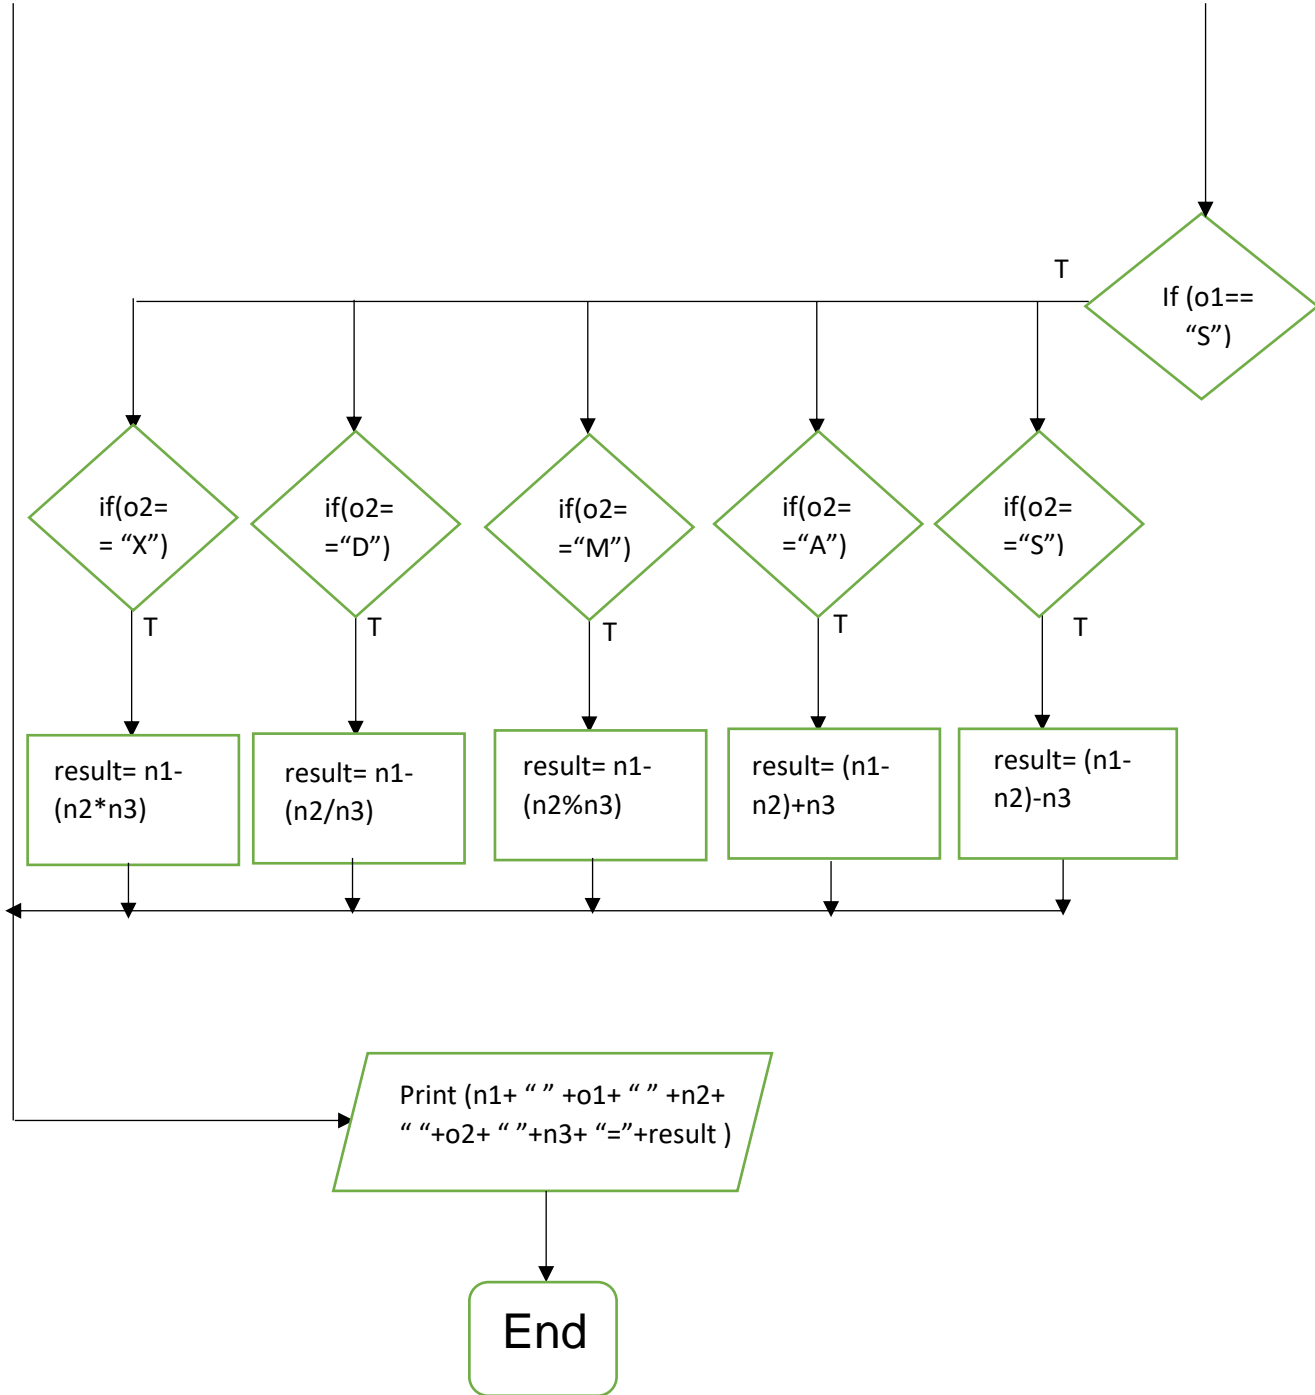 T
If (o1==
“S”)
if(o2=
= “X”)
if(o2=
=“D”)
if(o2=
=“M”)
if(o2=
=“A”)
if(o2=
=“S”)
T
T
T
T
T
result= n1-
(n2*n3)
result= n1-
(n2/n3)
result= n1-
(n2%n3)
result= (n1-
n2)+n3
result= (n1-
n2)-n3
Print (n1+ “ ” +o1+ “ ” +n2+
“ “+o2+ “ ”+n3+ “=”+result )
End